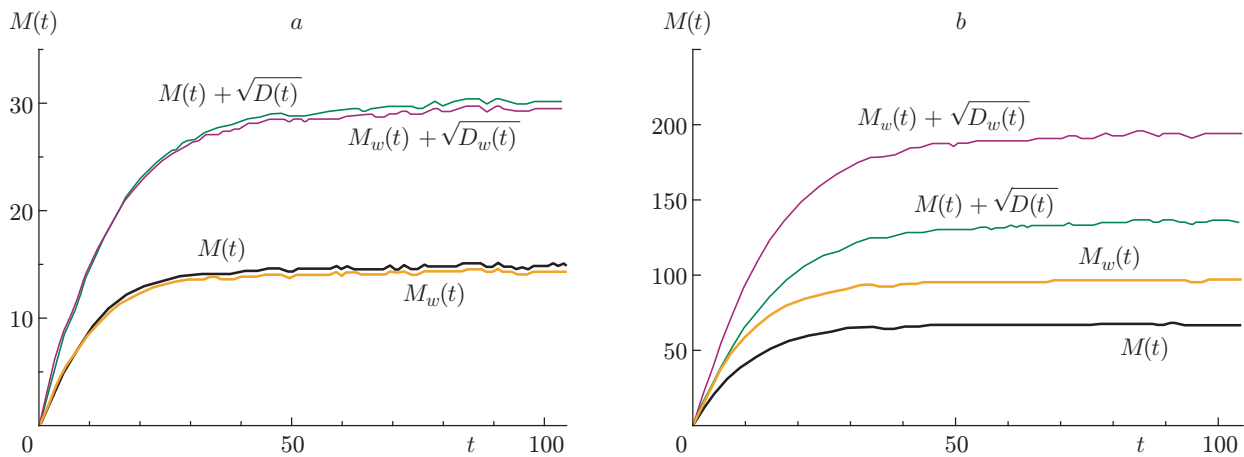 M(t)
a
30
20
10
0
50
t
100
M(t) + √D(t)
M_w(t) + √D_w(t)
M(t)
M_w(t)
M(t)
b
200
150
100
50
0
50
t
100
M_w(t) + √D_w(t)
M(t) + √D(t)
M_w(t)
M(t)